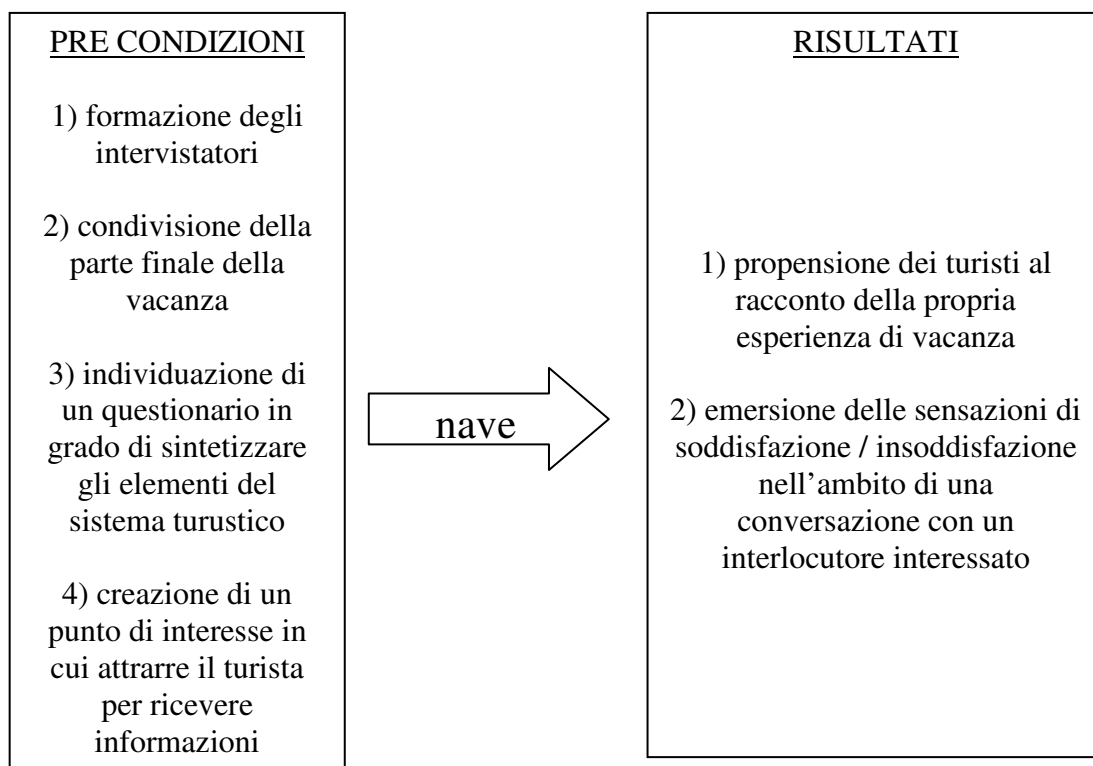 PRE CONDIZIONI
1) formazione degli
intervistatori
2) condivisione della
parte finale della
vacanza
3) individuazione di
un questionario in
grado di sintetizzare
gli elementi del
sistema turustico
4) creazione di un
punto di interesse in
cui attrarre il turista
per ricevere
informazioni
nave
RISULTATI
1) propensione dei turisti al
racconto della propria
esperienza di vacanza
2) emersione delle sensazioni di
soddisfazione / insoddisfazione
nell’ambito di una
conversazione con un
interlocutore interessato